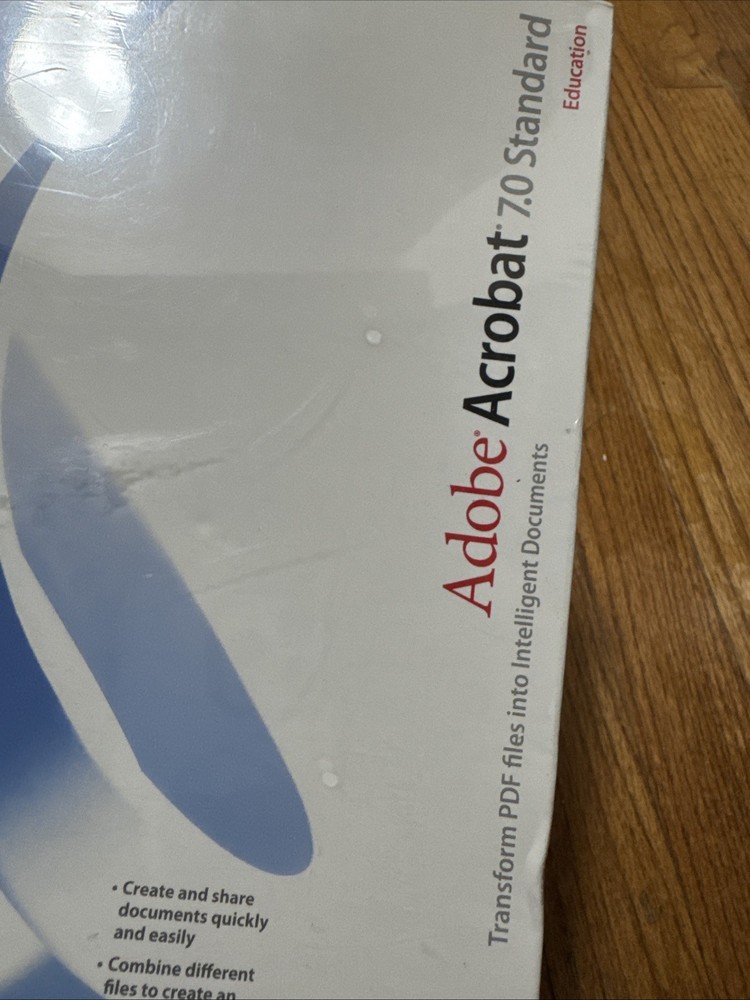 Adobe® Acrobat® 7.0 Standard
Education
Transform PDF files into Intelligent Documents
• Create and share
documents quickly
and easily
• Combine different
files to create an